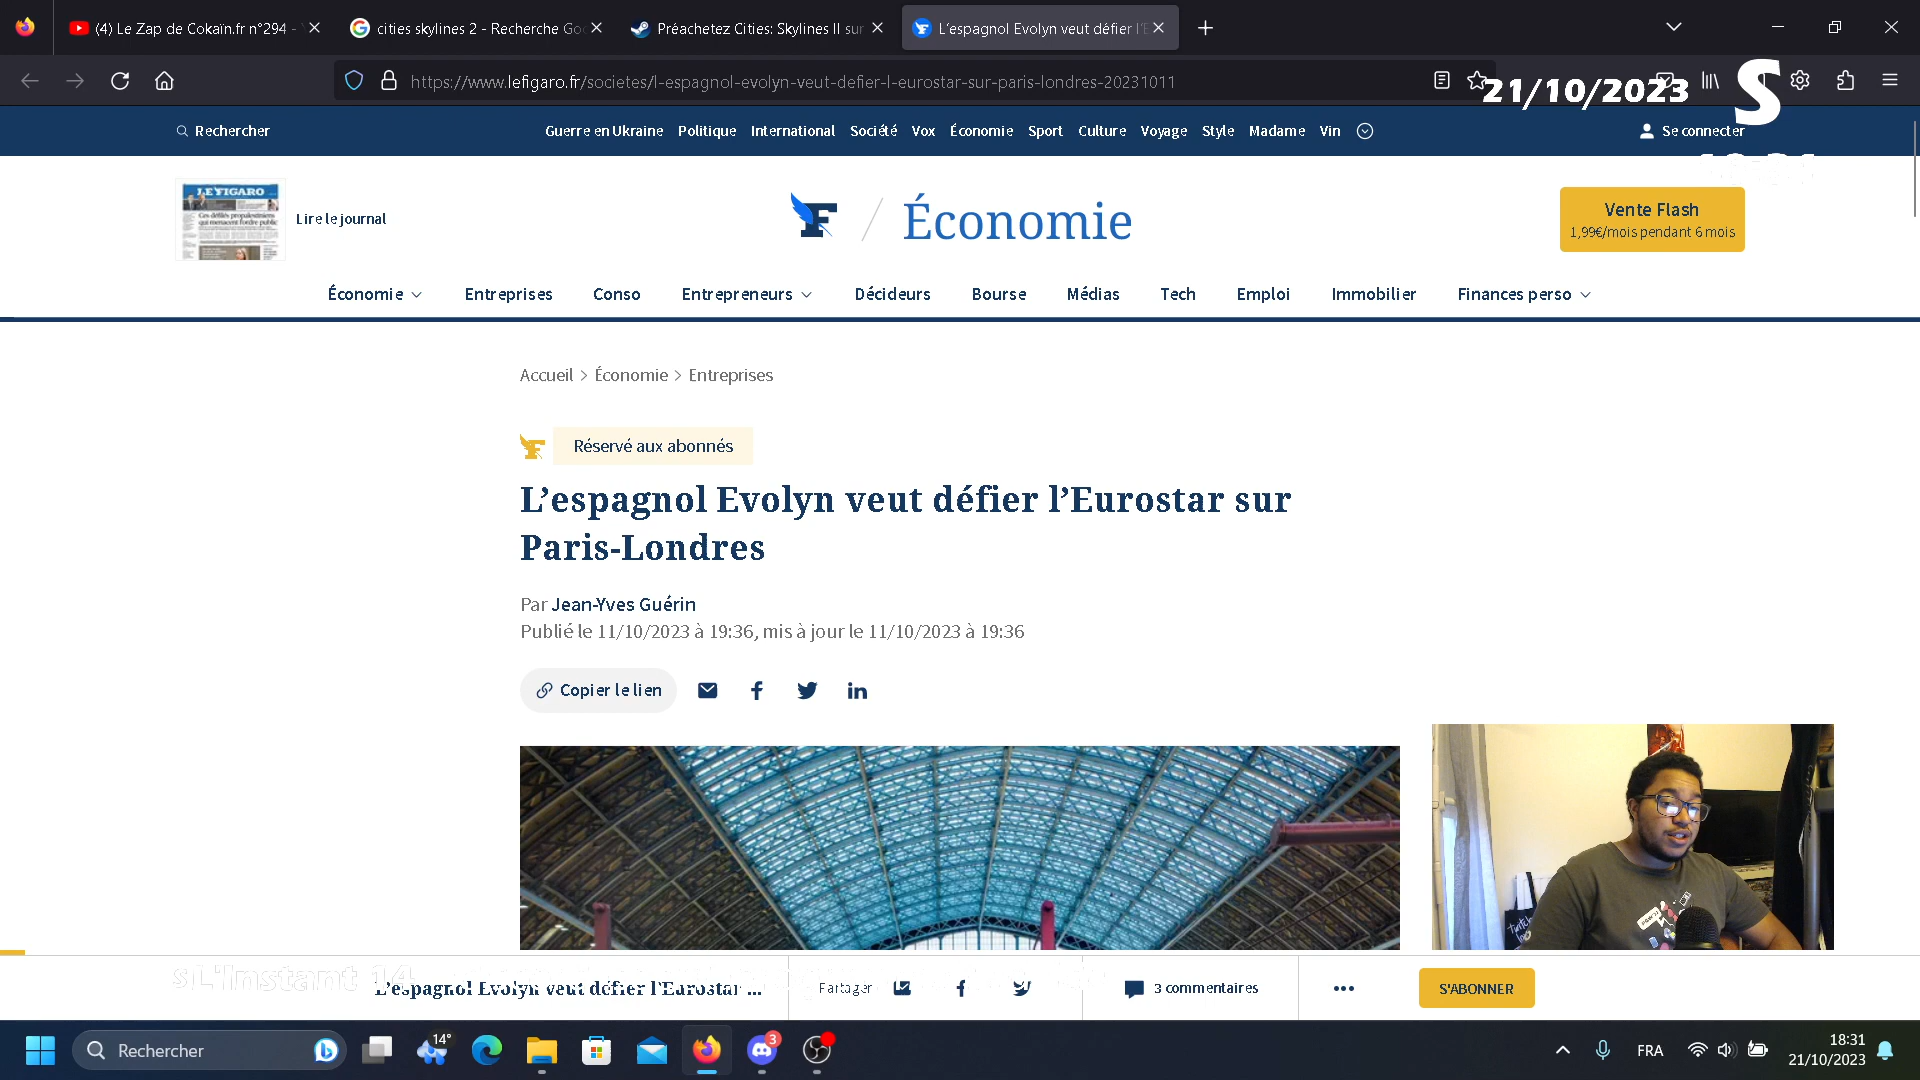 (4) Le Zap de Cokaïn.fr n°294 -
cities skylines 2 - Recherche Goo
Préachetez Cities: Skylines II sur
L'espagnol Evolyn veut défier l'E
https://www.lefigaro.fr/societes/l-espagnol-evolyn-veut-defier-l-eurostar-sur-paris-londres-20231011
21/10/2023
S
Rechercher
Guerre en Ukraine Politique International Société Vox Économie Sport Culture Voyage Style Madame Vin
Se connecter
LE FIGARO
Ces défilés propalestiniens
qui menacent l'ordre public
Lire le journal
F / Économie
Vente Flash
1,99€/mois pendant 6 mois
Économie Entreprises Conso Entrepreneurs Décideurs Bourse Médias Tech Emploi Immobilier Finances perso
Accueil > Économie > Entreprises
Réservé aux abonnés
L'espagnol Evolyn veut défier l'Eurostar sur
Paris-Londres
Par Jean-Yves Guérin
Publié le 11/10/2023 à 19:36, mis à jour le 11/10/2023 à 19:36
Copier le lien
sL'Instant 14
L'espagnol Evolyn veut défier l'Eurostar ...
Partager
3 commentaires
S'ABONNER
Rechercher
14°
3
FRA
18:31
21/10/2023